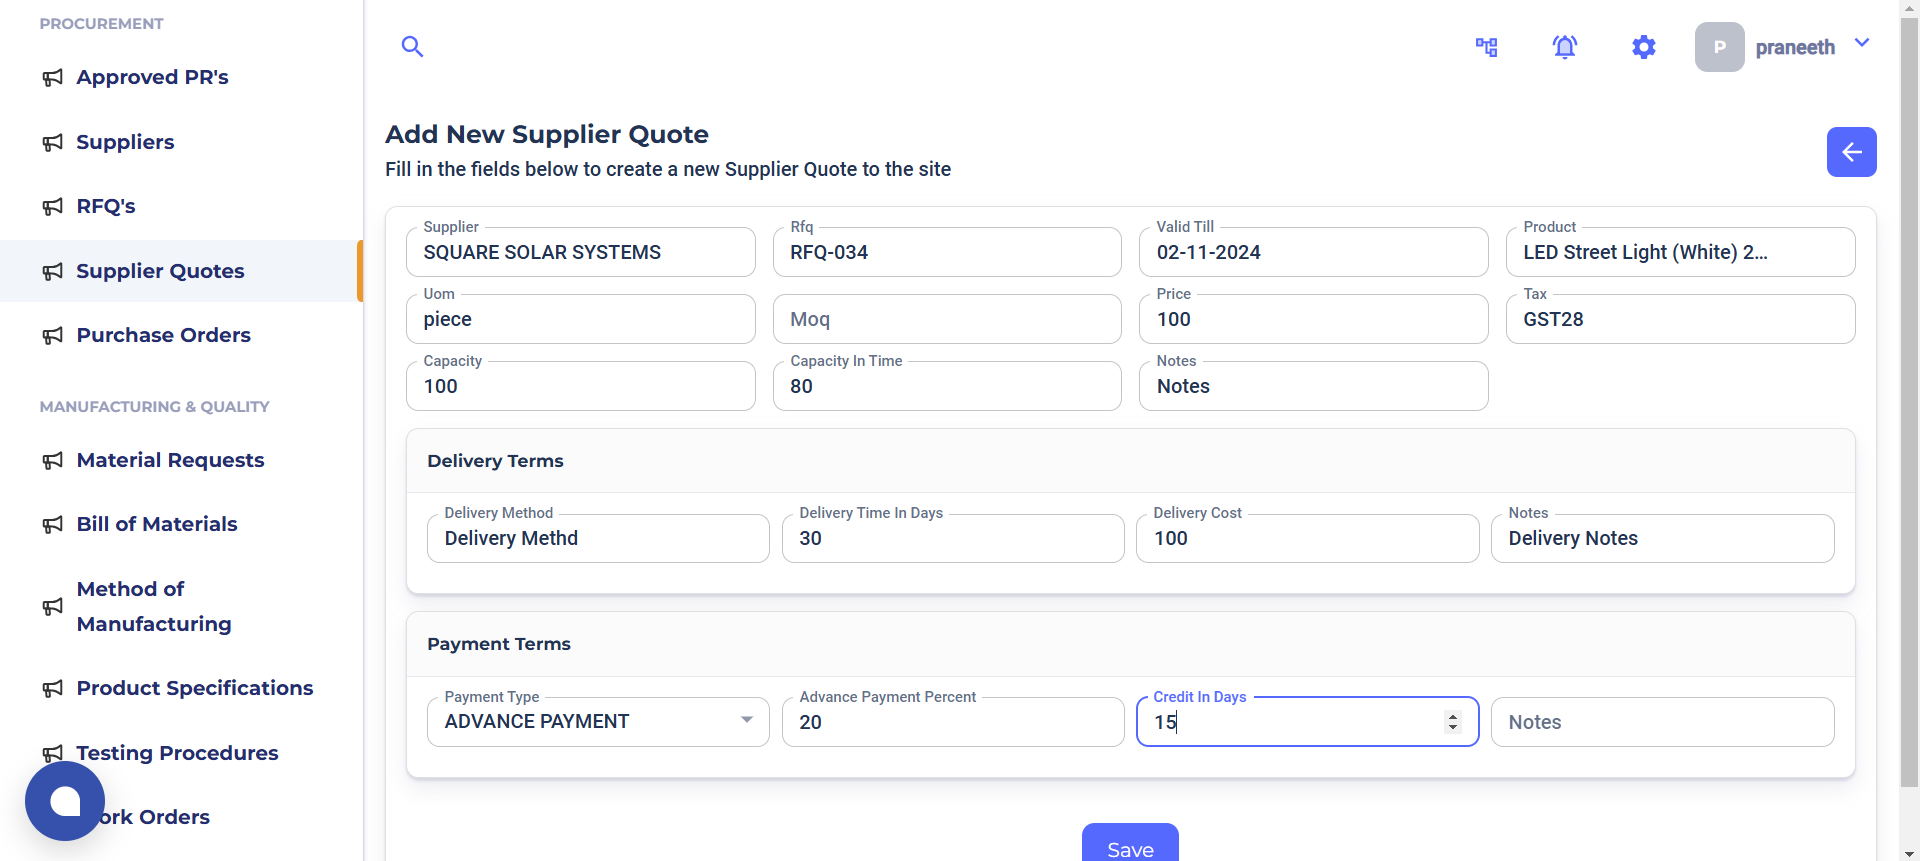 PROCUREMENT
Approved PR's
Suppliers
RFQ's
Supplier Quotes
Purchase Orders
MANUFACTURING & QUALITY
Material Requests
Bill of Materials
Method of
Manufacturing
Product Specifications
Testing Procedures
ork Orders
P
praneeth
Add New Supplier Quote
Fill in the fields below to create a new Supplier Quote to the site
Supplier
SQUARE SOLAR SYSTEMS
Rfq
RFQ-034
Valid Till
02-11-2024
Product
LED Street Light (White) 2...
Uom
piece
Moq
Price
100
Tax
GST28
Capacity
100
Capacity In Time
80
Notes
Notes
Delivery Terms
Delivery Method
Delivery Methd
Delivery Time In Days
30
Delivery Cost
100
Notes
Delivery Notes
Payment Terms
Payment Type
ADVANCE PAYMENT
Advance Payment Percent
20
Credit In Days
15
Notes
Save